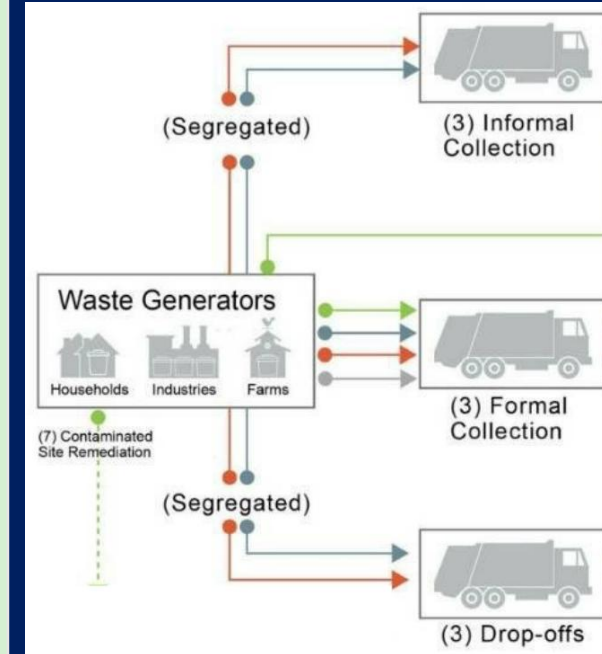 (Segregated)
(3) Informal
Collection
Waste Generators
Households Industries Farms
(7) Contaminated
Site Remediation
(3) Formal
Collection
(Segregated)
(3) Drop-offs